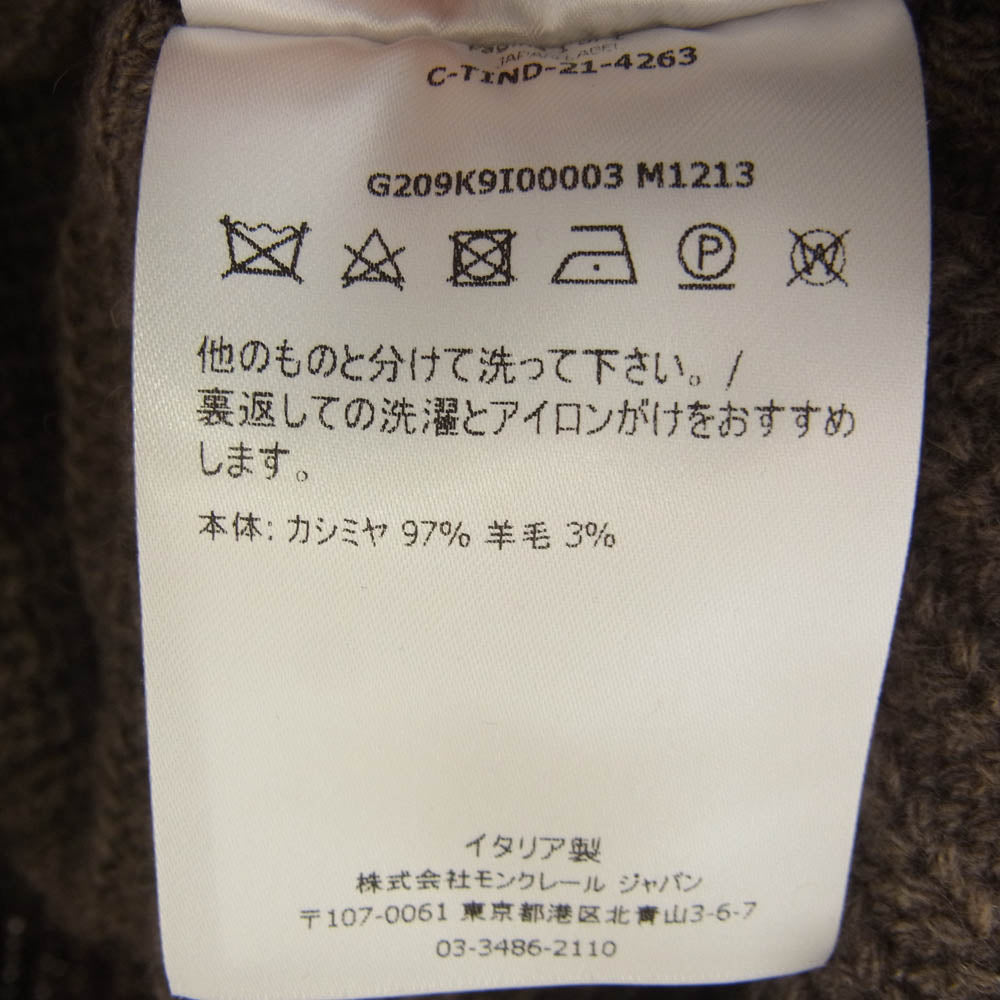 JAPAN LABEL
C-TIND-21-4263
G209K9I00003 M1213
P
W
他のものと分けて洗って下さい。/
裏返しての洗濯とアイロンがけをおすすめ
します。
本体: カシミヤ 97% 羊毛 3%
イタリア製
株式会社モンクレール ジャパン
〒107-0061 東京都港区北青山3-6-7
03-3486-2110